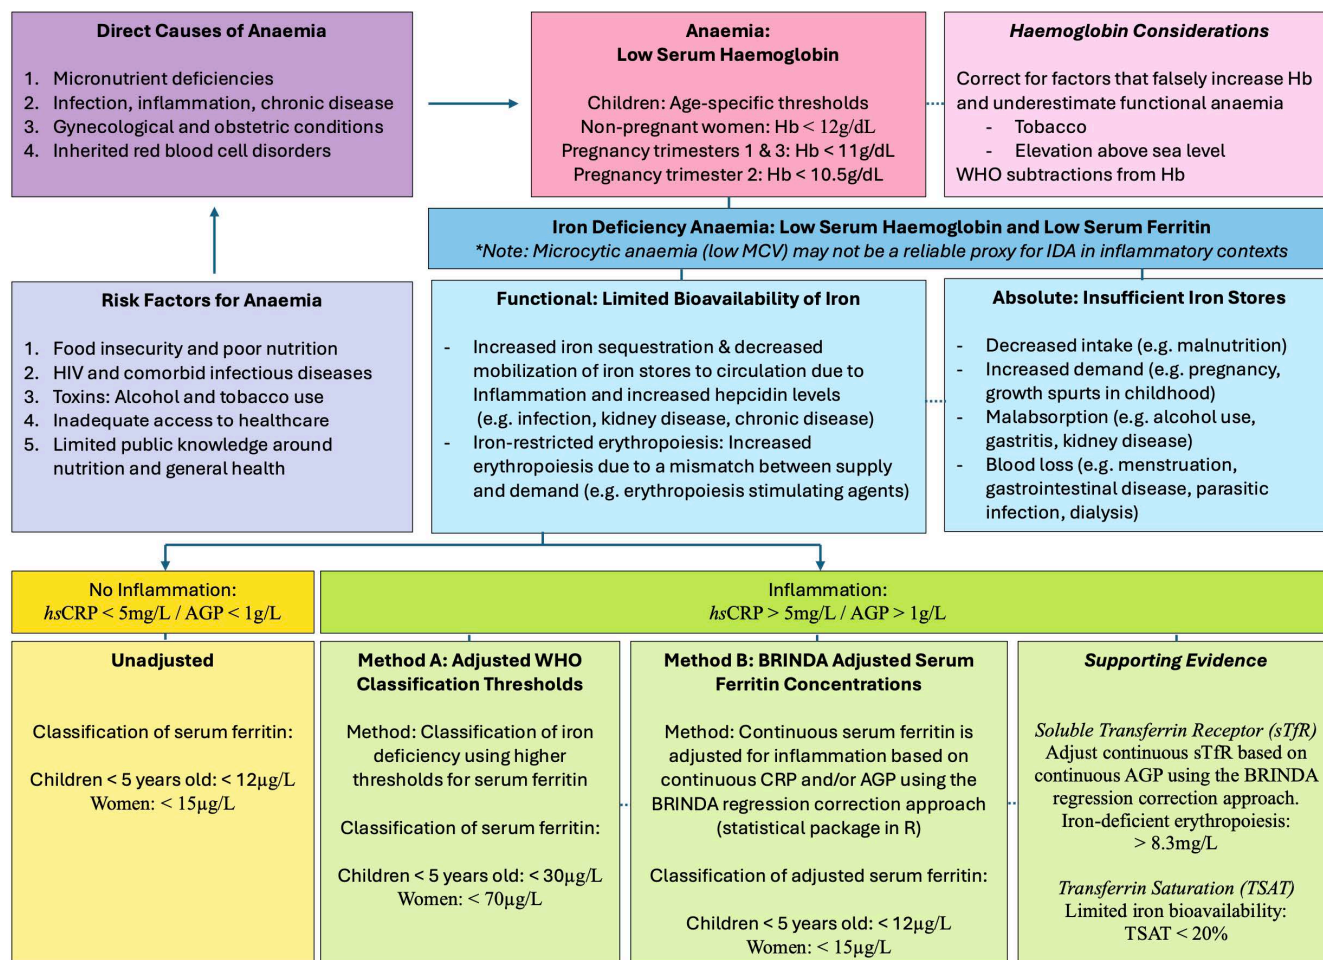 Direct Causes of Anaemia
1. Micronutrient deficiencies
2. Infection, inflammation, chronic disease
3. Gynecological and obstetric conditions
4. Inherited red blood cell disorders
Anaemia:
Low Serum Haemoglobin
Children: Age-specific thresholds
Non-pregnant women: Hb < 12g/dL
Pregnancy trimesters 1 & 3: Hb < 11g/dL
Pregnancy trimester 2: Hb < 10.5g/dL
Haemoglobin Considerations
Correct for factors that falsely increase Hb
and underestimate functional anaemia
- Tobacco
- Elevation above sea level
WHO subtractions from Hb
Iron Deficiency Anaemia: Low Serum Haemoglobin and Low Serum Ferritin
*Note: Microcytic anaemia (low MCV) may not be a reliable proxy for IDA in inflammatory contexts
Risk Factors for Anaemia
1. Food insecurity and poor nutrition
2. HIV and comorbid infectious diseases
3. Toxins: Alcohol and tobacco use
4. Inadequate access to healthcare
5. Limited public knowledge around
nutrition and general health
Functional: Limited Bioavailability of Iron
- Increased iron sequestration & decreased
mobilization of iron stores to circulation due to
Inflammation and increased hepcidin levels
(e.g. infection, kidney disease, chronic disease)
- Iron-restricted erythropoiesis: Increased
erythropoiesis due to a mismatch between supply
and demand (e.g. erythropoiesis stimulating agents)
Absolute: Insufficient Iron Stores
- Decreased intake (e.g. malnutrition)
- Increased demand (e.g. pregnancy,
growth spurts in childhood)
- Malabsorption (e.g. alcohol use,
gastritis, kidney disease)
- Blood loss (e.g. menstruation,
gastrointestinal disease, parasitic
infection, dialysis)
No Inflammation:
hsCRP < 5mg/L / AGP < 1g/L
Inflammation:
hsCRP > 5mg/L / AGP > 1g/L
Unadjusted
Classification of serum ferritin:
Children < 5 years old: < 12µg/L
Women: < 15µg/L
Method A: Adjusted WHO
Classification Thresholds
Method: Classification of iron
deficiency using higher
thresholds for serum ferritin
Classification of serum ferritin:
Children < 5 years old: < 30µg/L
Women: < 70µg/L
Method B: BRINDA Adjusted Serum
Ferritin Concentrations
Method: Continuous serum ferritin is
adjusted for inflammation based on
continuous CRP and/or AGP using the
BRINDA regression correction approach
(statistical package in R)
Classification of adjusted serum ferritin:
Children < 5 years old: < 12µg/L
Women: < 15µg/L
Supporting Evidence
Soluble Transferrin Receptor (sTfR)
Adjust continuous sTfR based on
continuous AGP using the BRINDA
regression correction approach.
Iron-deficient erythropoiesis:
> 8.3mg/L
Transferrin Saturation (TSAT)
Limited iron bioavailability:
TSAT < 20%